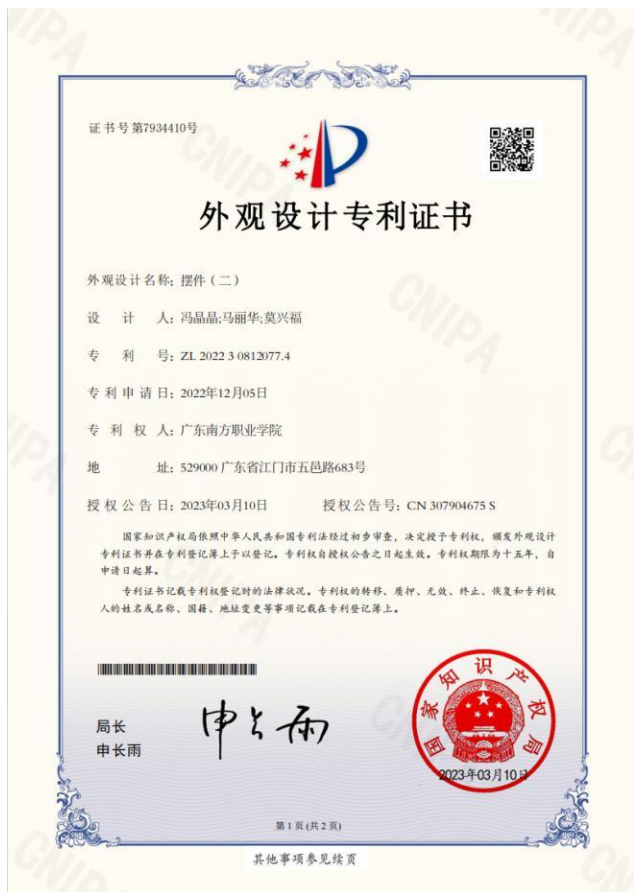 证书号第7934410号
外观设计专利证书
外观设计名称：摆件（二）
设计人：冯晶晶;马丽华;莫兴福
专利号：ZL 2022 3 0812077.4
专利申请日：2022年12月05日
专利权人：广东南方职业学院
地址：529000 广东省江门市五邑路683号
授权公告日：2023年03月10日 授权公告号：CN 307904675 S
国家知识产权局依照中华人民共和国专利法经过初步审查，决定授予专利权，颁发外观设计
专利证书并在专利登记簿上予以登记。专利权自授权公告之日起生效。专利权期限为十五年，自
申请日起算。
专利证书记载专利权登记时的法律状况。专利权的转移、质押、无效、终止、恢复和专利权
人的姓名或名称、国籍、地址变更等事项记载在专利登记簿上。
局长
申长雨
申长雨
国家知识产权局
2023年03月10日
第 1 页 (共 2 页)
其他事项参见续页
CNIPA
CNIPA
CNIPA
CNIPA
CNIPA
CNIPA